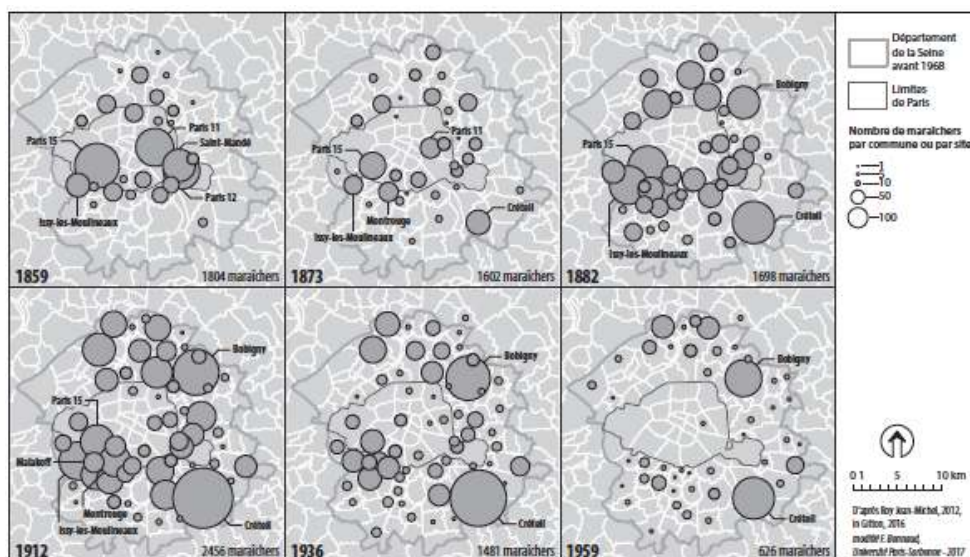 Paris 15
Paris 11
Saint-Mandé
Paris 12
Issy-les-Moulineaux
1859
1804 maraîchers
Paris 11
Paris 15
Montrouge
Créteil
Issy-les-Moulineaux
1873
1602 maraîchers
Bobigny
Paris 15
Créteil
Issy-les-Moulineaux
1882
1698 maraîchers
Bobigny
Paris 15
Malakoff
Montrouge
Issy-les-Moulineaux
Créteil
1912
2456 maraîchers
Bobigny
Créteil
1936
1481 maraîchers
Bobigny
Créteil
1959
626 maraîchers
Département
de la Seine
avant 1968
Limites
de Paris
Nombre de maraîchers
par commune ou par site
1
5
10
50
100
0 1 5 10 km
D'après Roy Jean-Michel, 2012,
in Gitton, 2016
modifié F.
Université Paris-Sorbonne - 2017